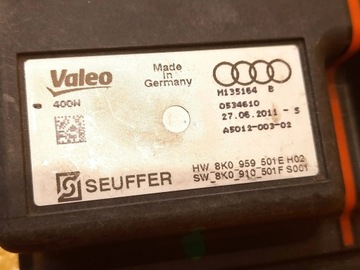 Valeo
400W
Made in
Germany
M135164 B
0534610
27.06.2011 - S
A5012-003-02
SEUFFER
HW_8K0_959_501E H02
SW_8K0_910_501F S001